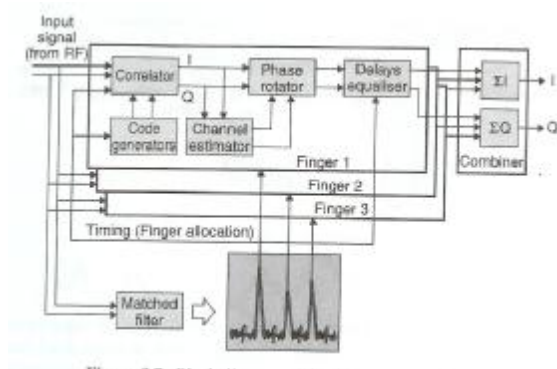 Input
signal
(from RF)
Correlator
I
Q
Phase
rotator
Delays
equaliser
Code
generators
Channel
estimator
Finger 1
Finger 2
Finger 3
ΣI
ΣQ
I
Q
Combiner
Timing (Finger allocation)
Matched
filter